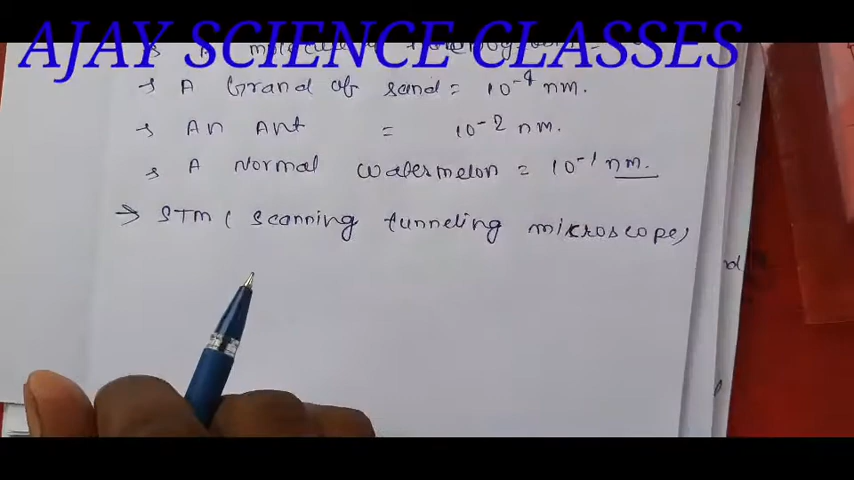 AJAY SCIENCE CLASSES
→ A Grand of sand = 10⁻⁴ nm.
→ An Ant = 10⁻² nm.
→ A Normal watermelon = 10⁻¹ nm.
→ STM ( scanning tunneling mickroscope)